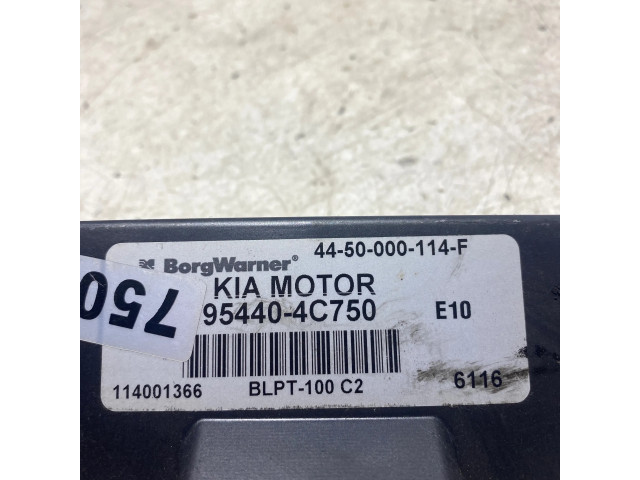 44-50-000-114-F
BorgWarner®
KIA MOTOR
95440-4C750 E10
750
114001366 BLPT-100 C2 6116